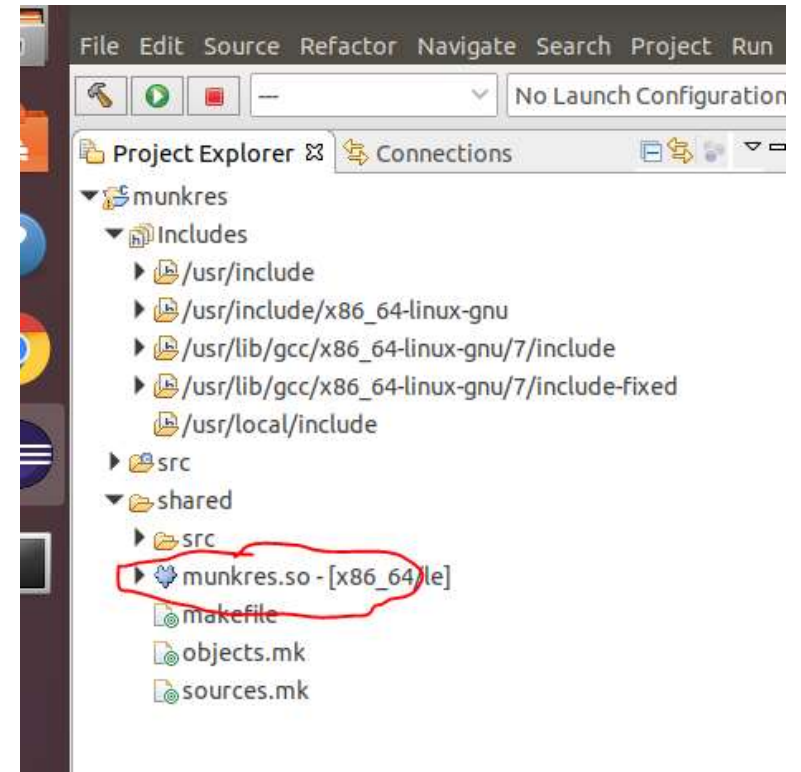 File Edit Source Refactor Navigate Search Project Run
--- No Launch Configuration
Project Explorer Connections
munkres
Includes
/usr/include
/usr/include/x86_64-linux-gnu
/usr/lib/gcc/x86_64-linux-gnu/7/include
/usr/lib/gcc/x86_64-linux-gnu/7/include-fixed
/usr/local/include
src
shared
src
munkres.so - [x86_64/le]
makefile
objects.mk
sources.mk